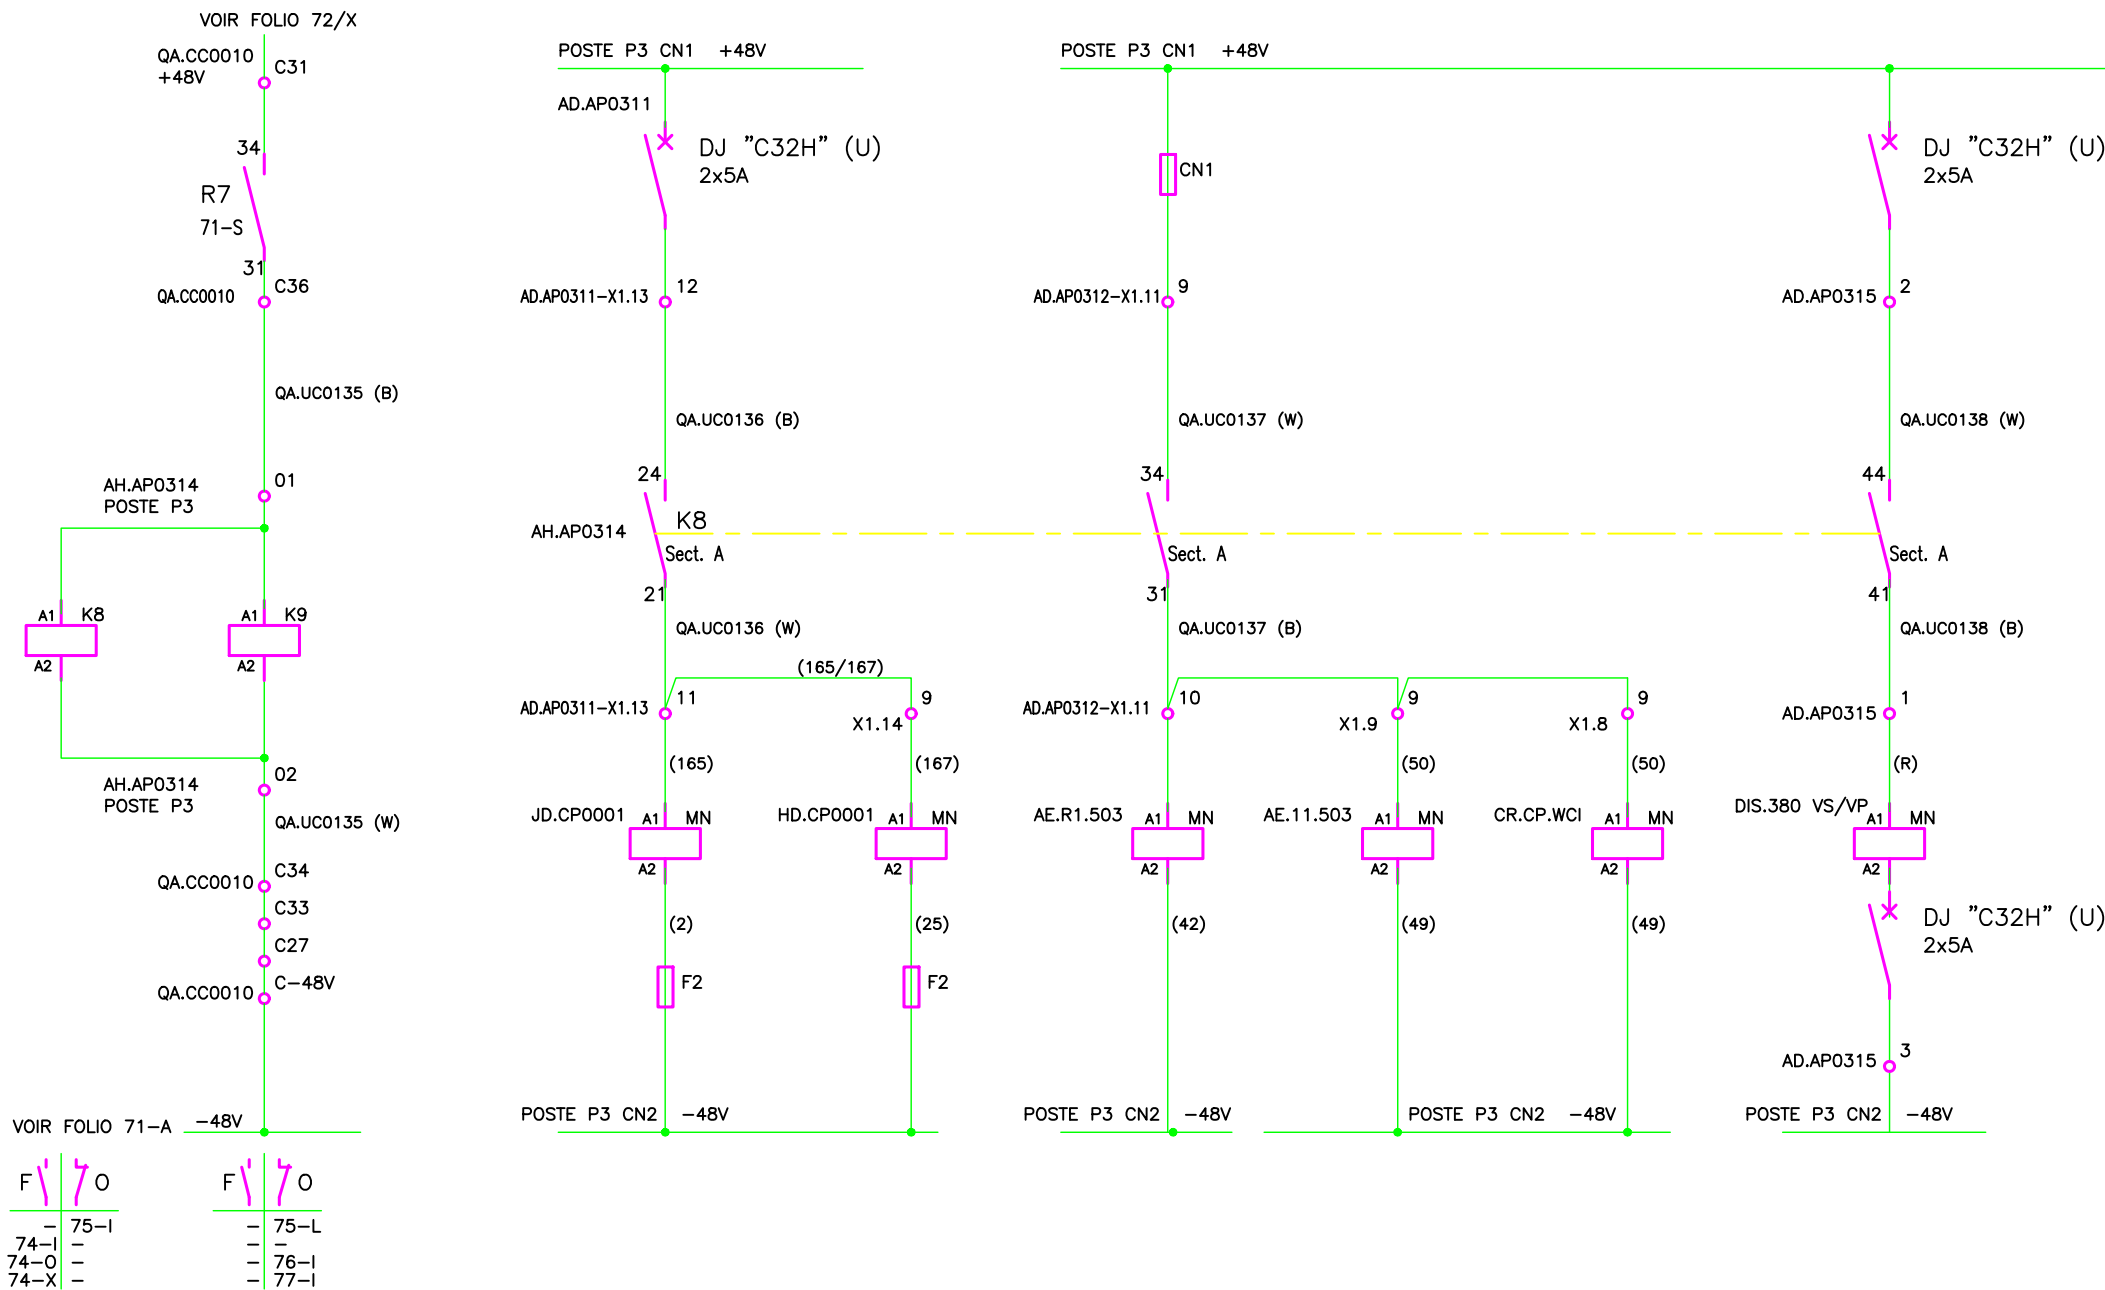 VOIR FOLIO 72/X
QA.CC0010
+48V
C31
34
R7
71-S
31
QA.CC0010
C36
QA.UC0135 (B)
AH.AP0314
POSTE P3
01
A1
K8
A2
A1
K9
A2
AH.AP0314
POSTE P3
02
QA.UC0135 (W)
QA.CC0010
C34
C33
C27
QA.CC0010
C-48V
VOIR FOLIO 71-A
-48V
F
O
- 75-I
74-I -
74-O -
74-X -
F
O
- 75-L
- -
- 76-I
- 77-I
POSTE P3 CN1 +48V
AD.AP0311
DJ "C32H" (U)
2x5A
AD.AP0311-X1.13
12
QA.UC0136 (B)
24
K8
AH.AP0314
Sect. A
21
QA.UC0136 (W)
(165/167)
AD.AP0311-X1.13
11
9
X1.14
(165)
(167)
JD.CP0001
A1
MN
A2
HD.CP0001
A1
MN
A2
(2)
(25)
F2
F2
POSTE P3 CN2 -48V
POSTE P3 CN1 +48V
CN1
AD.AP0312-X1.11
9
QA.UC0137 (W)
34
Sect. A
31
QA.UC0137 (B)
AD.AP0312-X1.11
10
9
X1.9
9
X1.8
(50)
(50)
AE.R1.503
A1
MN
A2
AE.11.503
A1
MN
A2
CR.CP.WCI
A1
MN
A2
(42)
(49)
(49)
POSTE P3 CN2 -48V
POSTE P3 CN2 -48V
DJ "C32H" (U)
2x5A
AD.AP0315
2
QA.UC0138 (W)
44
Sect. A
41
QA.UC0138 (B)
AD.AP0315
1
(R)
DIS.380 VS/VP
A1
MN
A2
DJ "C32H" (U)
2x5A
AD.AP0315
3
POSTE P3 CN2 -48V